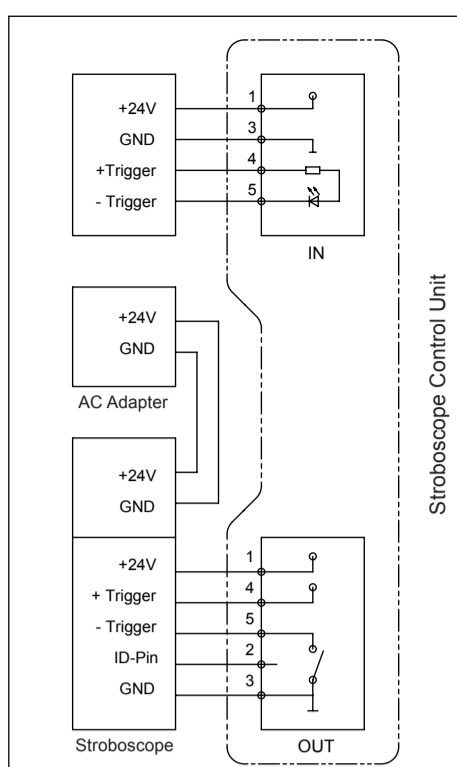 +24V 1
GND 3
+Trigger 4
- Trigger 5
IN
+24V
GND
AC Adapter
+24V
GND
+24V 1
+ Trigger 4
- Trigger 5
ID-Pin 2
GND 3
Stroboscope
OUT
Stroboscope Control Unit